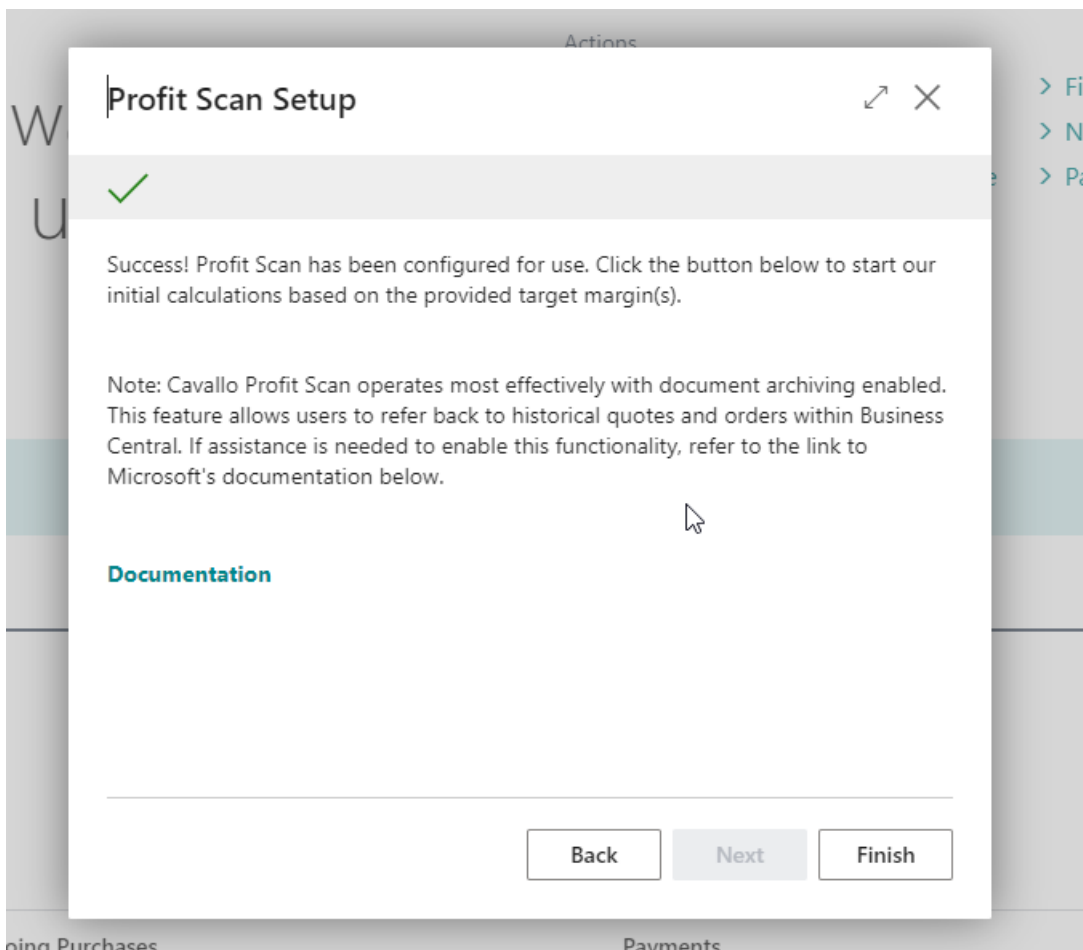 Actions
Profit Scan Setup
Success! Profit Scan has been configured for use. Click the button below to start our
initial calculations based on the provided target margin(s).
Note: Cavallo Profit Scan operates most effectively with document archiving enabled.
This feature allows users to refer back to historical quotes and orders within Business
Central. If assistance is needed to enable this functionality, refer to the link to
Microsoft's documentation below.
Documentation
Back
Next
Finish
Purchases
Payments